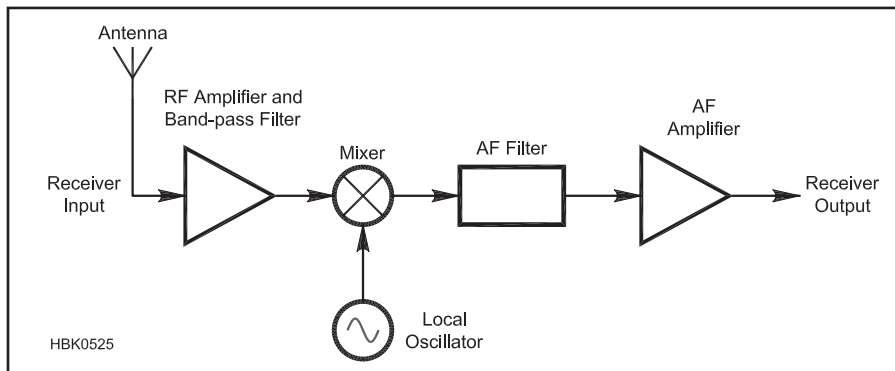 Antenna
RF Amplifier and
Band-pass Filter
Mixer
AF Filter
AF
Amplifier
Receiver
Input
Receiver
Output
Local
Oscillator
HBK0525